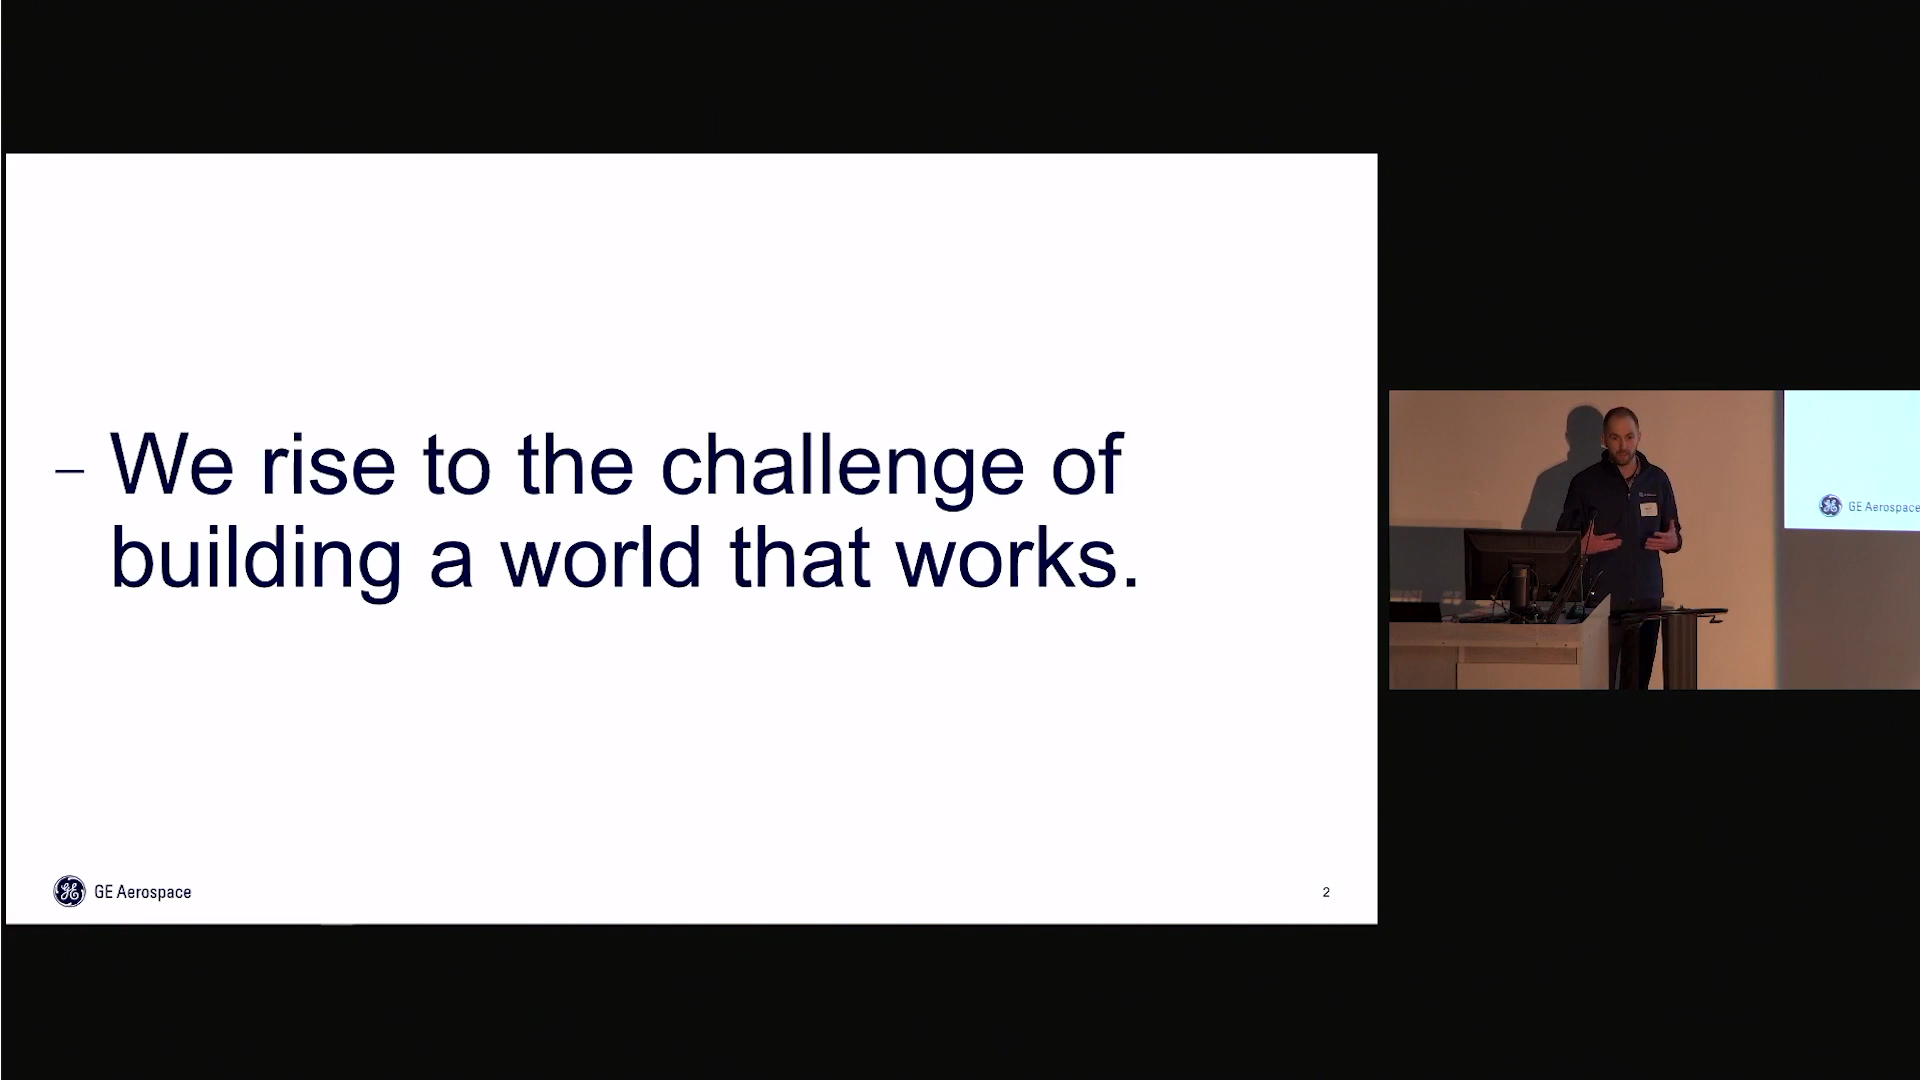 – We rise to the challenge of
building a world that works.
GE Aerospace
2
GE Aerospace